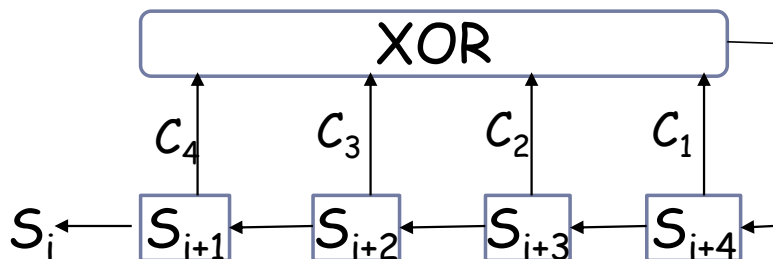 XOR
C₄ C₃ C₂ C₁
Sᵢ Sᵢ₊₁ Sᵢ₊₂ Sᵢ₊₃ Sᵢ₊₄